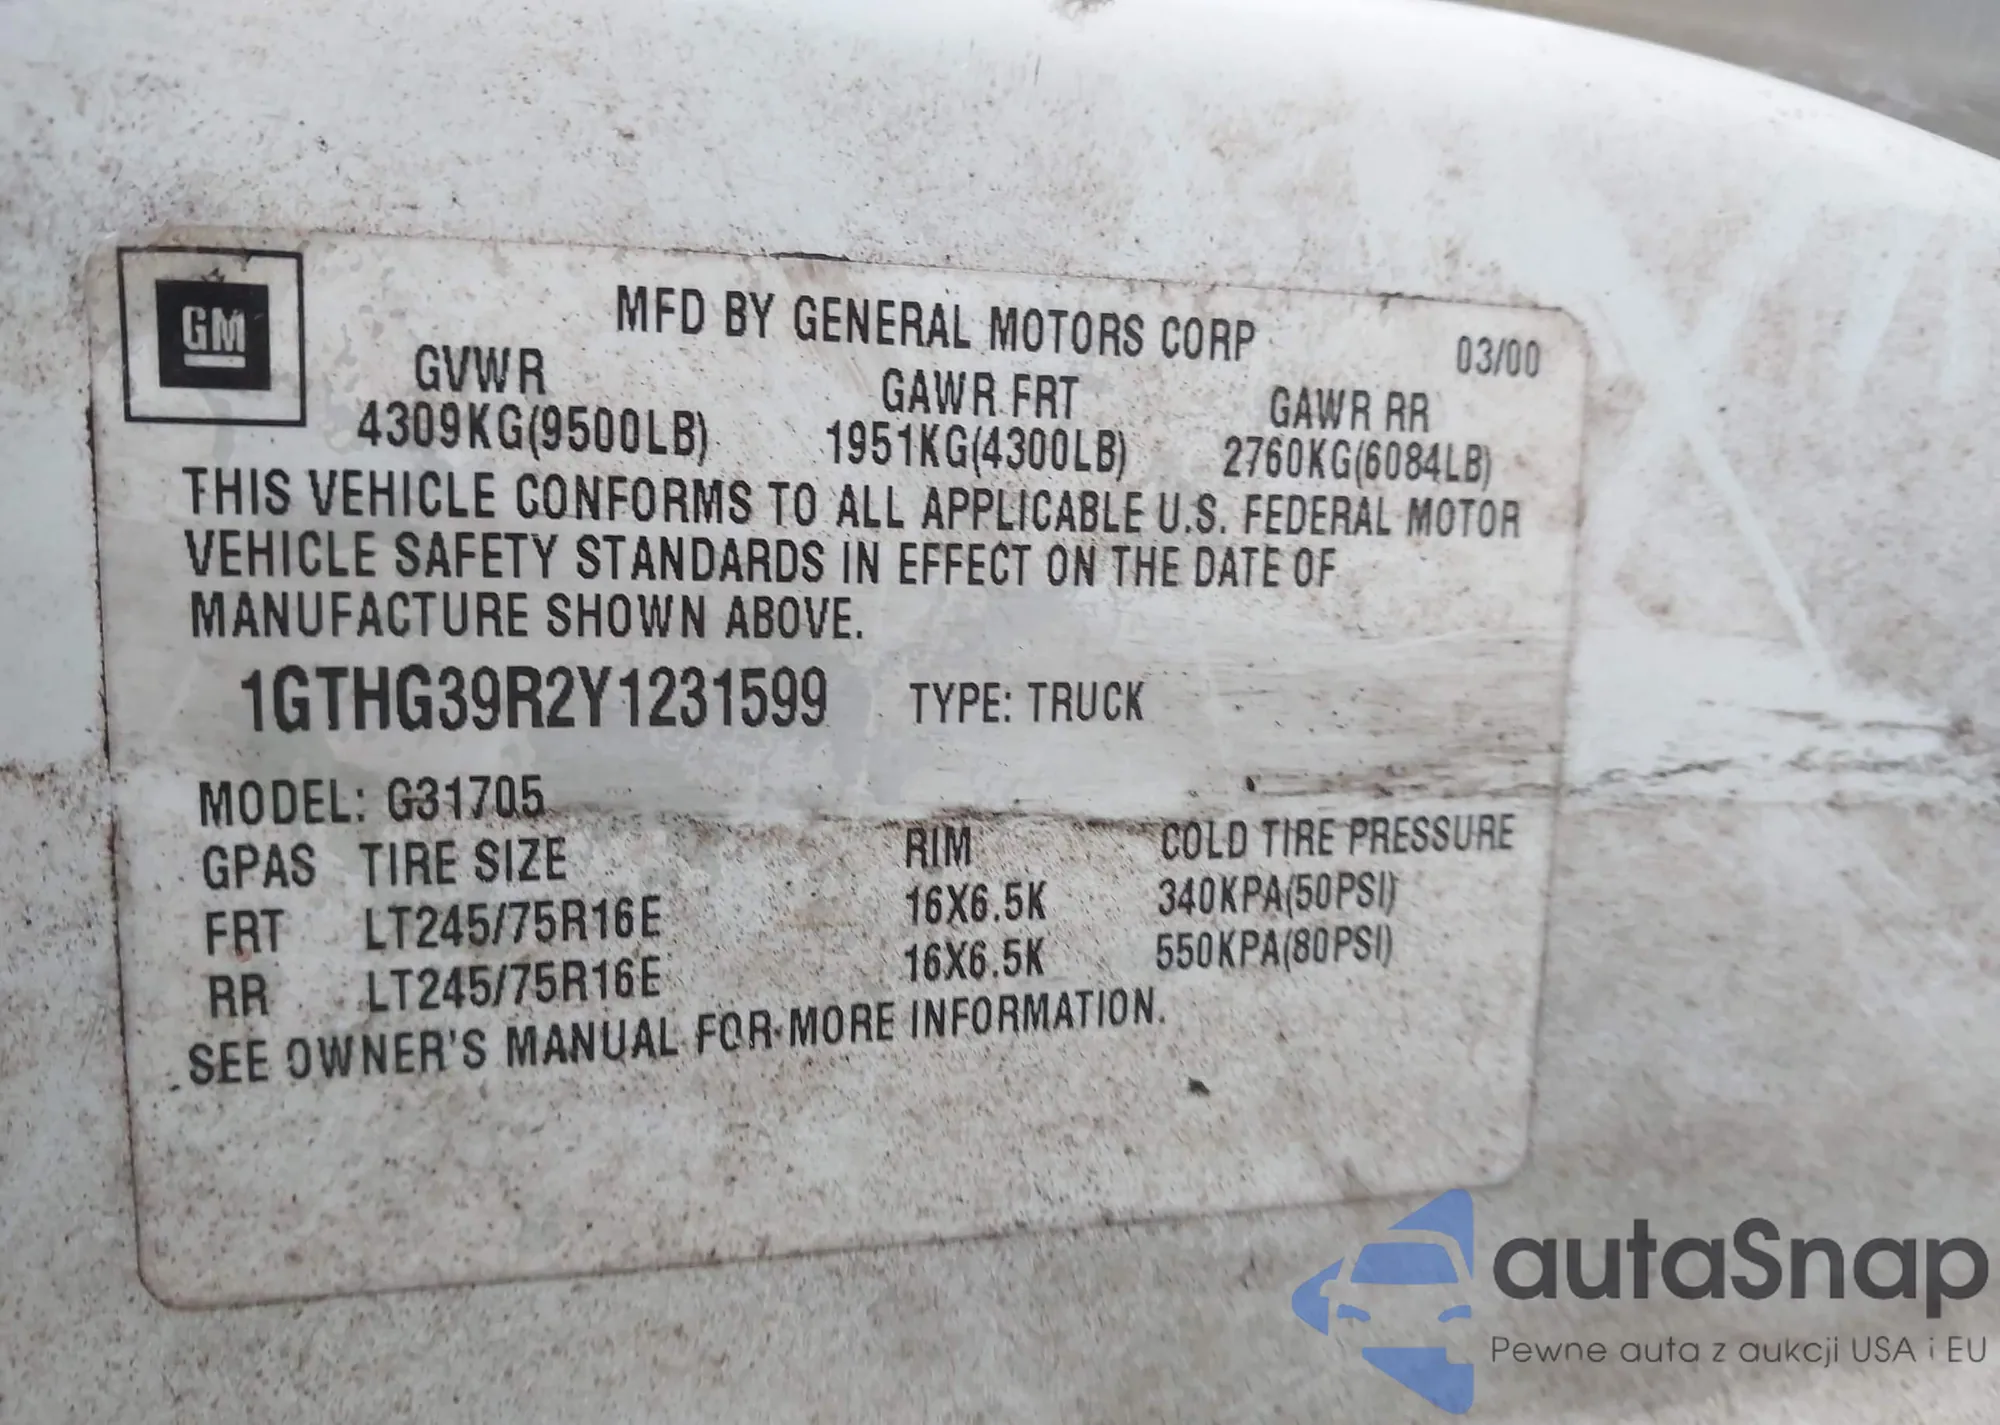 GM
MFD BY GENERAL MOTORS CORP
03/00
GVWR GAWR FRT GAWR RR
4309KG(9500LB) 1951KG(4300LB) 2760KG(6084LB)
THIS VEHICLE CONFORMS TO ALL APPLICABLE U.S. FEDERAL MOTOR
VEHICLE SAFETY STANDARDS IN EFFECT ON THE DATE OF
MANUFACTURE SHOWN ABOVE.
1GTHG39R2Y1231599 TYPE: TRUCK
MODEL: G31705
GPAS TIRE SIZE RIM COLD TIRE PRESSURE
FRT LT245/75R16E 16X6.5K 340KPA(50PSI)
RR LT245/75R16E 16X6.5K 550KPA(80PSI)
SEE OWNER'S MANUAL FOR MORE INFORMATION.
autaSnap
Pewne auta z aukcji USA i EU